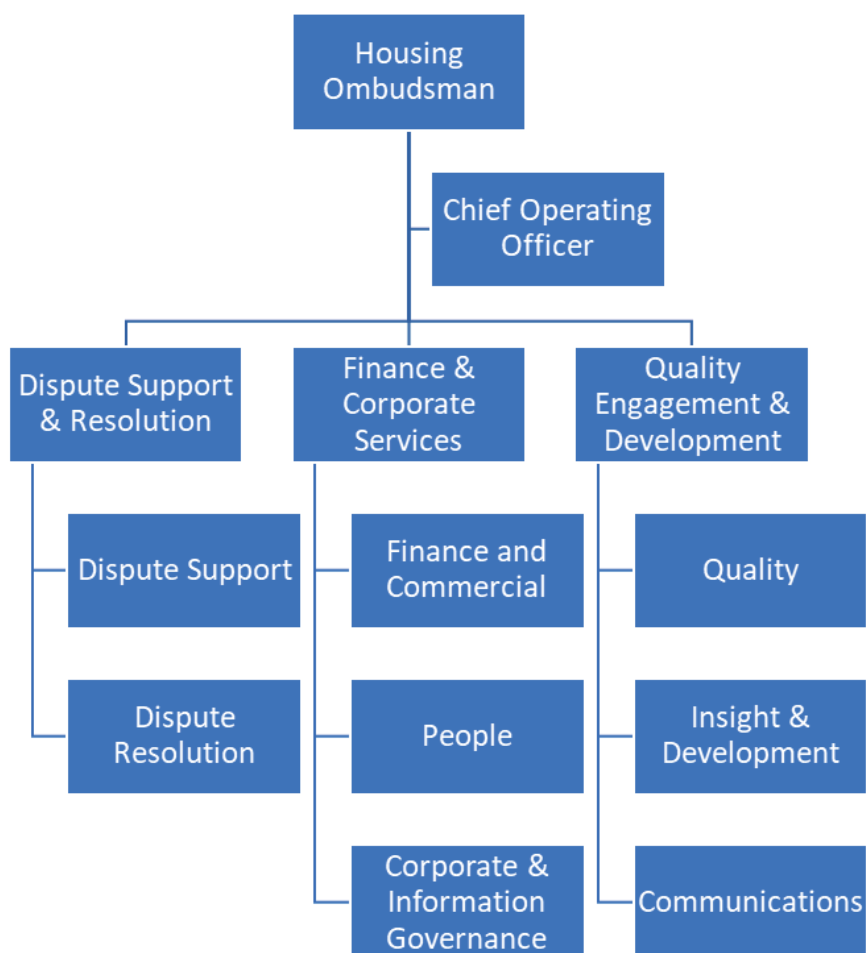 Housing
Ombudsman
Chief Operating
Officer
Dispute Support
& Resolution
Finance &
Corporate
Services
Quality
Engagement &
Development
Dispute Support
Finance and
Commercial
Quality
Dispute
Resolution
People
Insight &
Development
Corporate &
Information
Governance
Communications